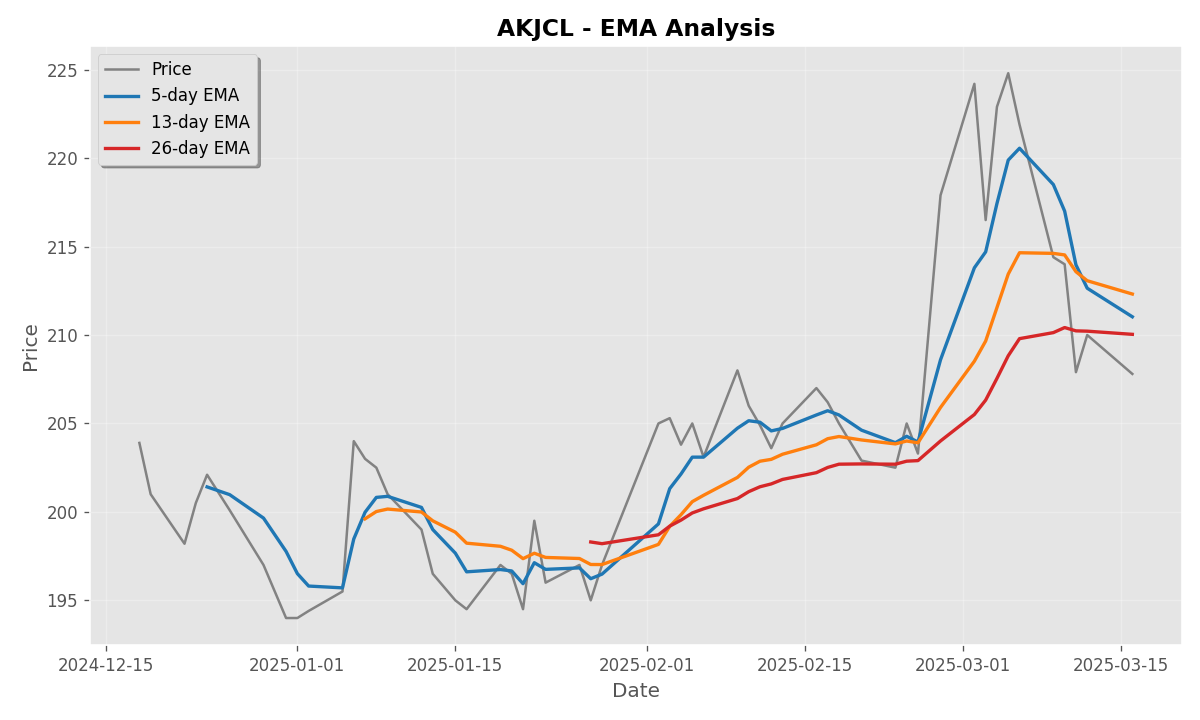 AKJCL - EMA Analysis
Price
5-day EMA
13-day EMA
26-day EMA
225
220
215
210
205
200
195
Price
2024-12-15
2025-01-01
2025-01-15
2025-02-01
2025-02-15
2025-03-01
2025-03-15
Date